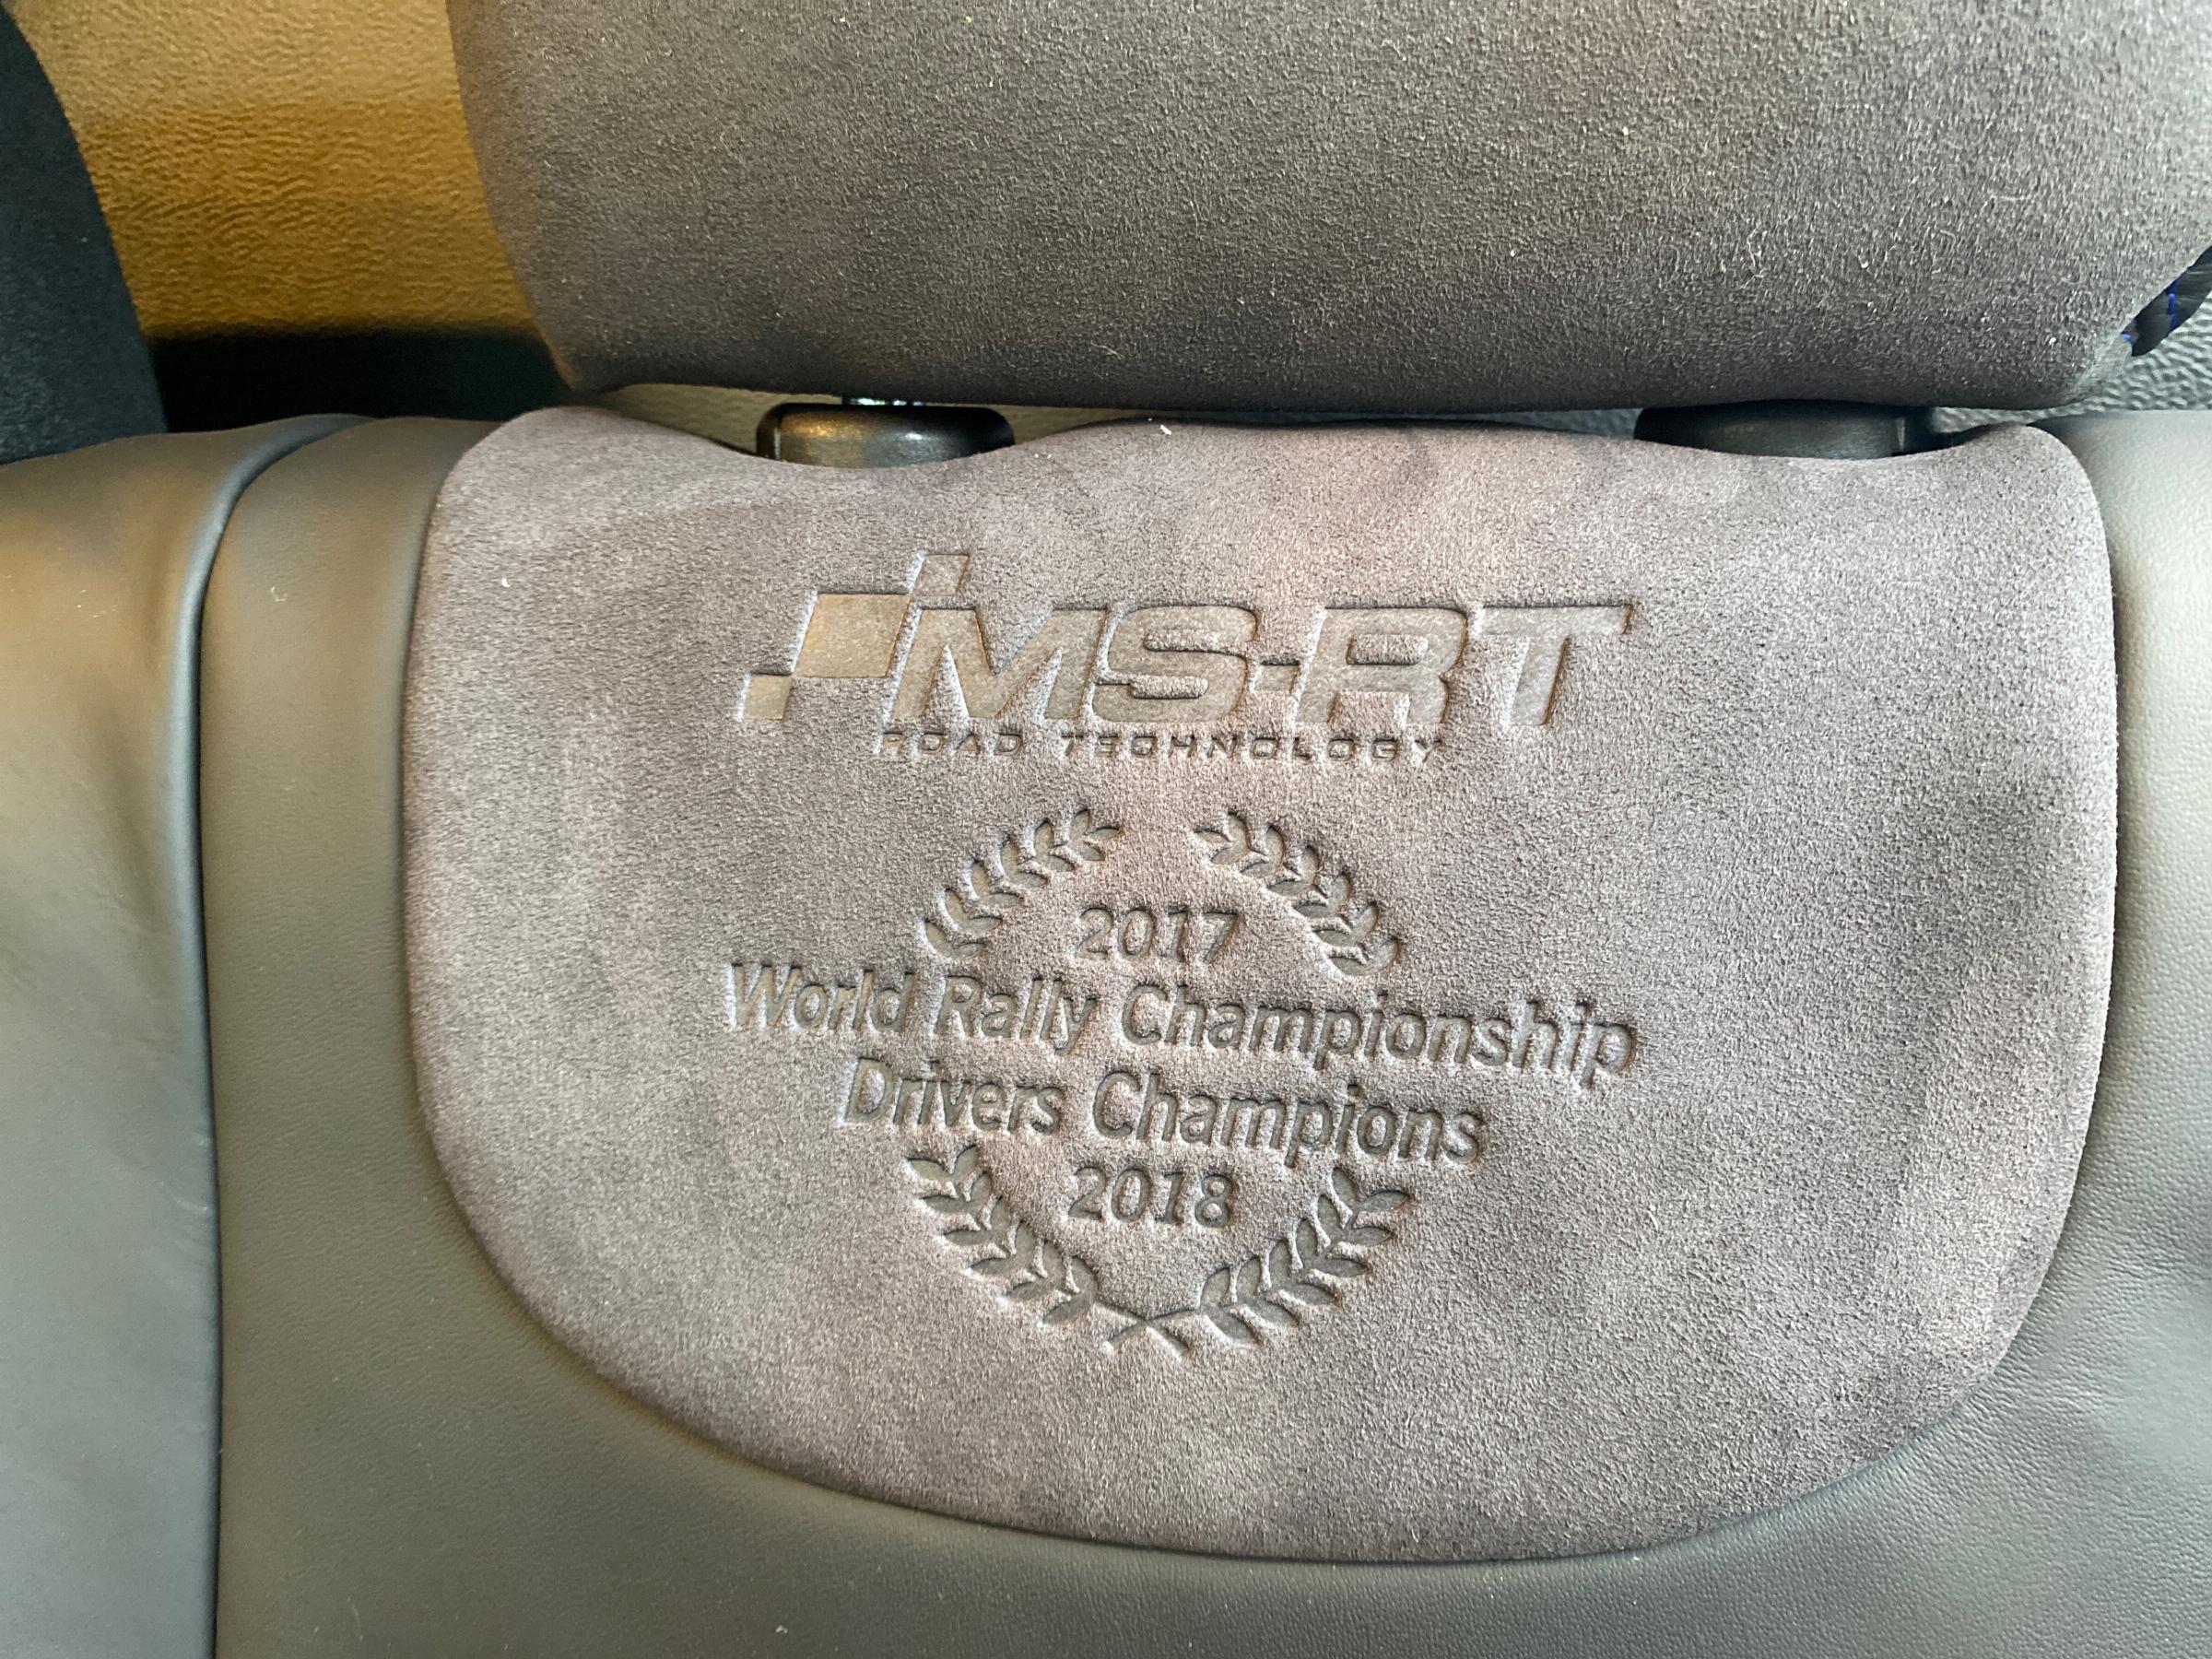 MS-RT
ROAD TECHNOLOGY
2017
World Rally Championship
Drivers Champions
2018